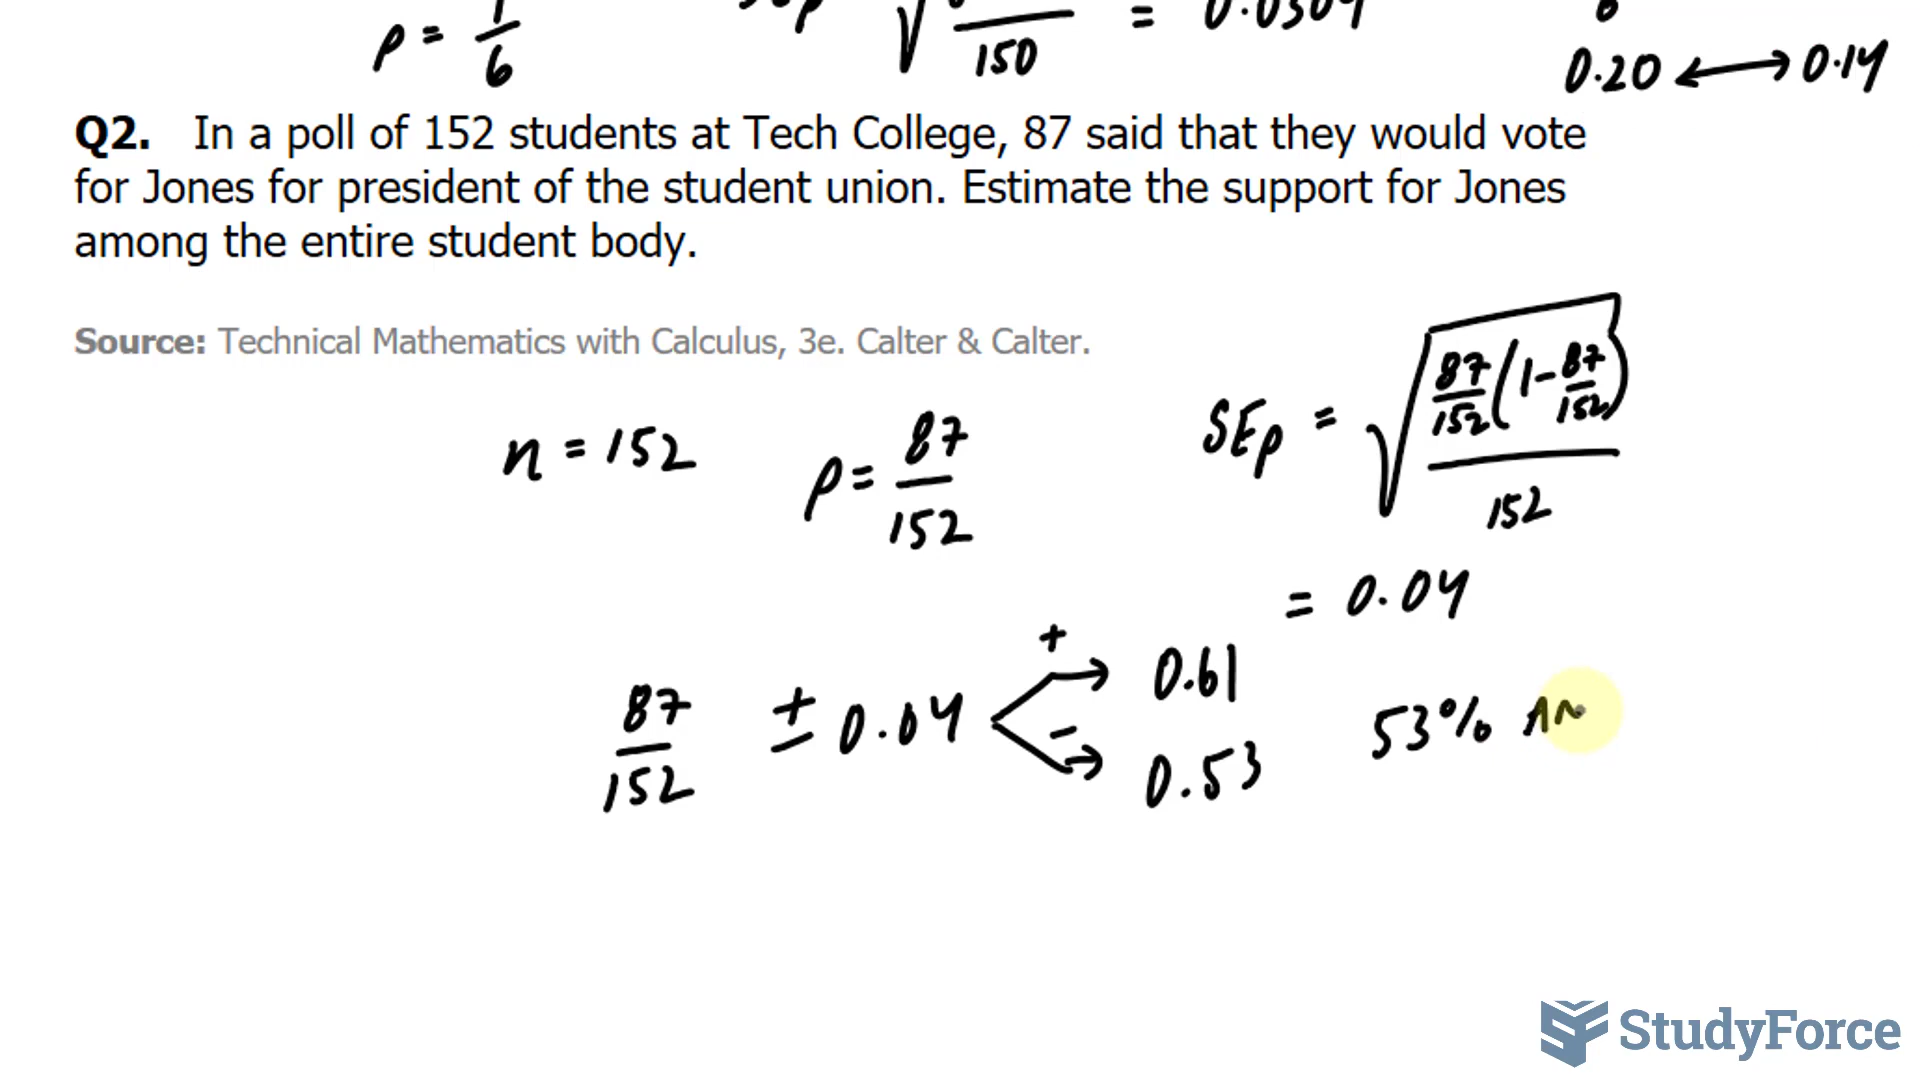 p = 1/6
150
= 0.0304
0.20 ⟷ 0.14
Q2. In a poll of 152 students at Tech College, 87 said that they would vote
for Jones for president of the student union. Estimate the support for Jones
among the entire student body.
Source: Technical Mathematics with Calculus, 3e. Calter & Calter.
n = 152
p = 87/152
SEp = √(87/152(1-87/152)/152)
= 0.04
87/152 ± 0.04
+ → 0.61
- → 0.53
53% AN
StudyForce